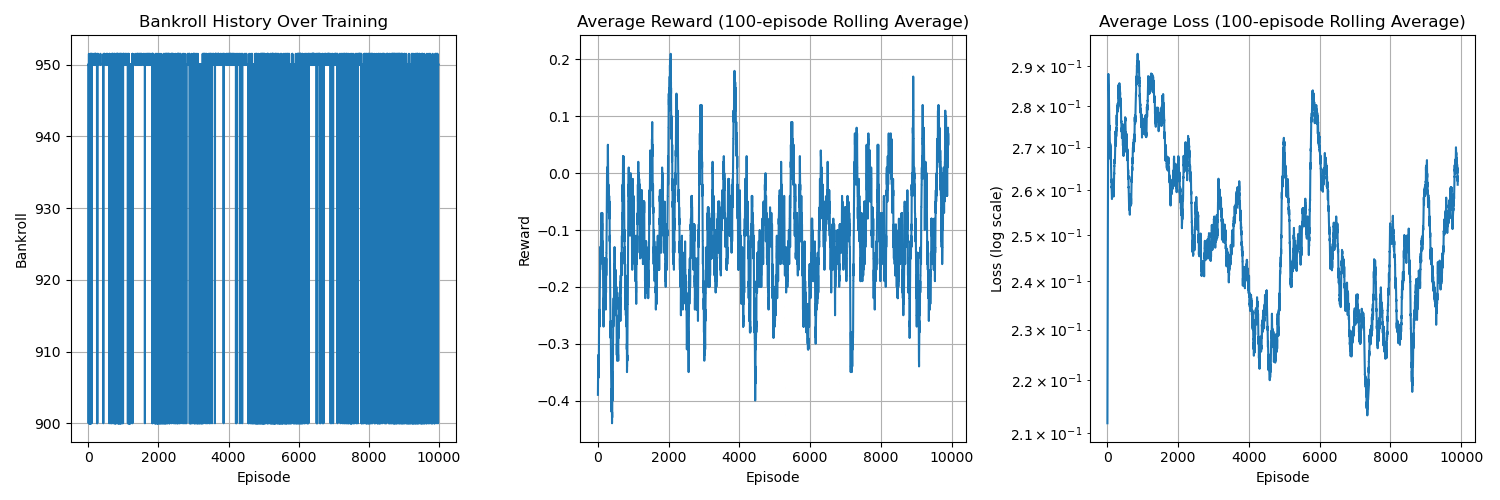 Bankroll History Over Training
Bankroll
950
940
930
920
910
900
0 2000 4000 6000 8000 10000
Episode
Average Reward (100-episode Rolling Average)
Reward
0.2
0.1
0.0
−0.1
−0.2
−0.3
−0.4
0 2000 4000 6000 8000 10000
Episode
Average Loss (100-episode Rolling Average)
Loss (log scale)
2.9 × 10⁻¹
2.8 × 10⁻¹
2.7 × 10⁻¹
2.6 × 10⁻¹
2.5 × 10⁻¹
2.4 × 10⁻¹
2.3 × 10⁻¹
2.2 × 10⁻¹
2.1 × 10⁻¹
0 2000 4000 6000 8000 10000
Episode